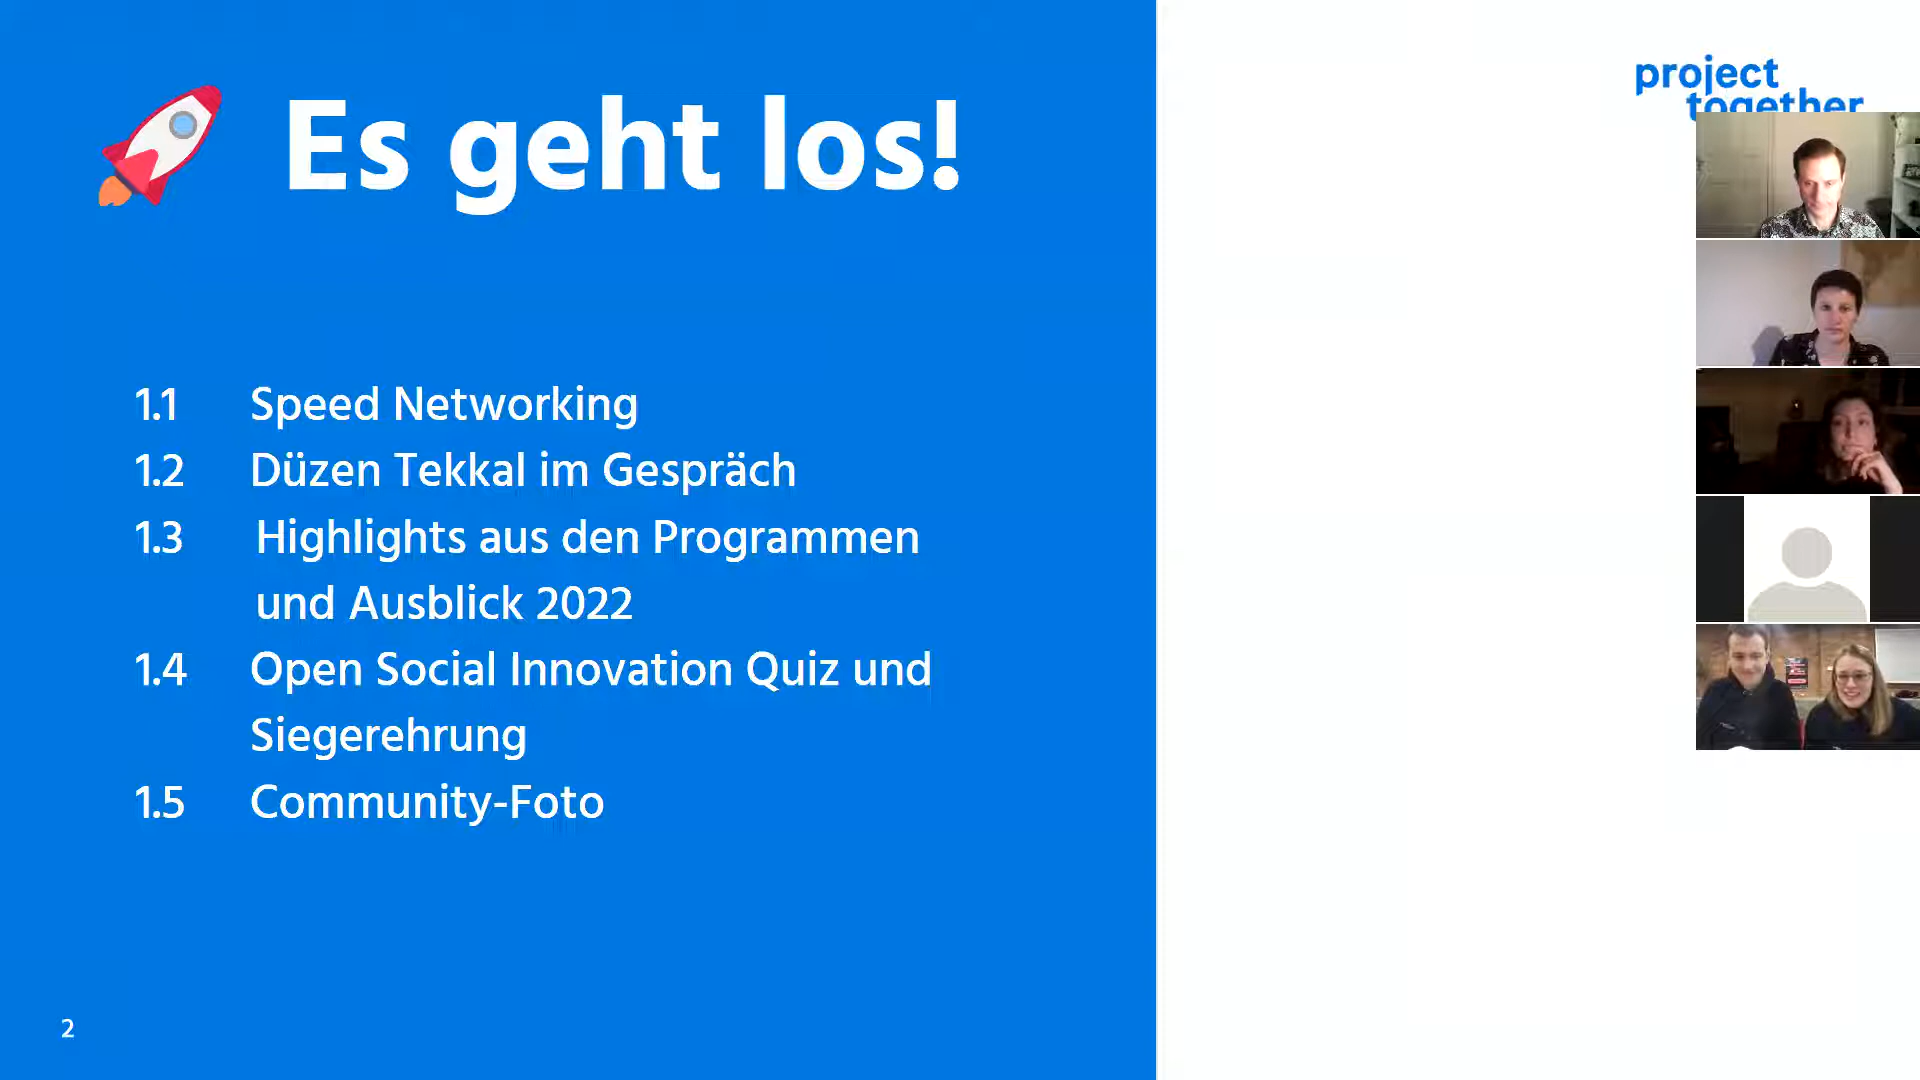 project
together
Es geht los!
1.1 Speed Networking
1.2 Düzen Tekkal im Gespräch
1.3 Highlights aus den Programmen
und Ausblick 2022
1.4 Open Social Innovation Quiz und
Siegerehrung
1.5 Community-Foto
2